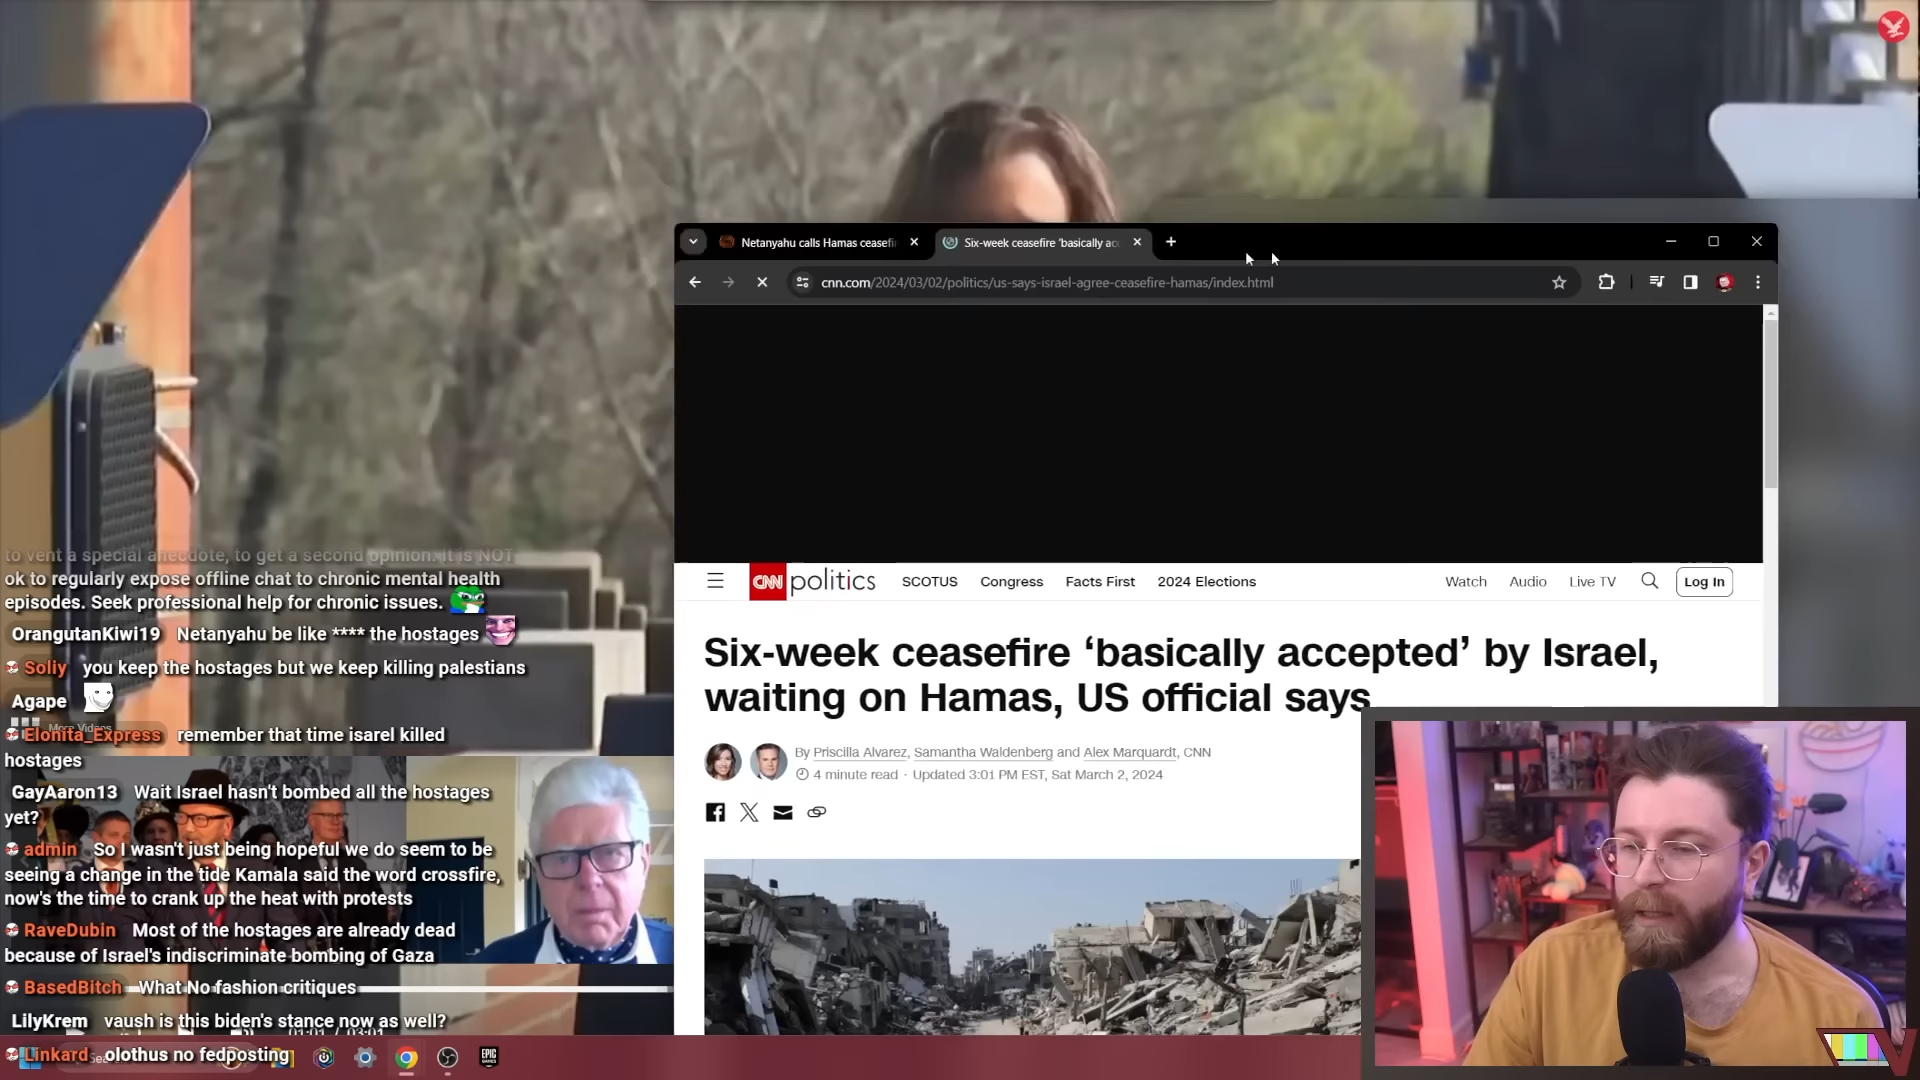 Netanyahu calls Hamas ceasefi
Six-week ceasefire ‘basically ac
cnn.com/2024/03/02/politics/us-says-israel-agree-ceasefire-hamas/index.html
CNN politics
SCOTUS
Congress
Facts First
2024 Elections
Watch
Audio
Live TV
Log In
Six-week ceasefire ‘basically accepted’ by Israel,
waiting on Hamas, US official says
By Priscilla Alvarez, Samantha Waldenberg and Alex Marquardt, CNN
4 minute read · Updated 3:01 PM EST, Sat March 2, 2024
to vent a special anecdote, to get a second opinion. It is NOT
ok to regularly expose offline chat to chronic mental health
episodes. Seek professional help for chronic issues.
OrangutanKiwi19 Netanyahu be like **** the hostages
Soliy you keep the hostages but we keep killing palestians
Agape
More Videos
Elonita_Express remember that time isarel killed
hostages
GayAaron13 Wait Israel hasn't bombed all the hostages
yet?
admin So I wasn't just being hopeful we do seem to be
seeing a change in the tide Kamala said the word crossfire,
now's the time to crank up the heat with protests
RaveDubin Most of the hostages are already dead
because of Israel's indiscriminate bombing of Gaza
BasedBitch What No fashion critiques
LilyKrem vaush is this biden's stance now as well?
Linkard olothus no fedposting
EPIC
GAMES